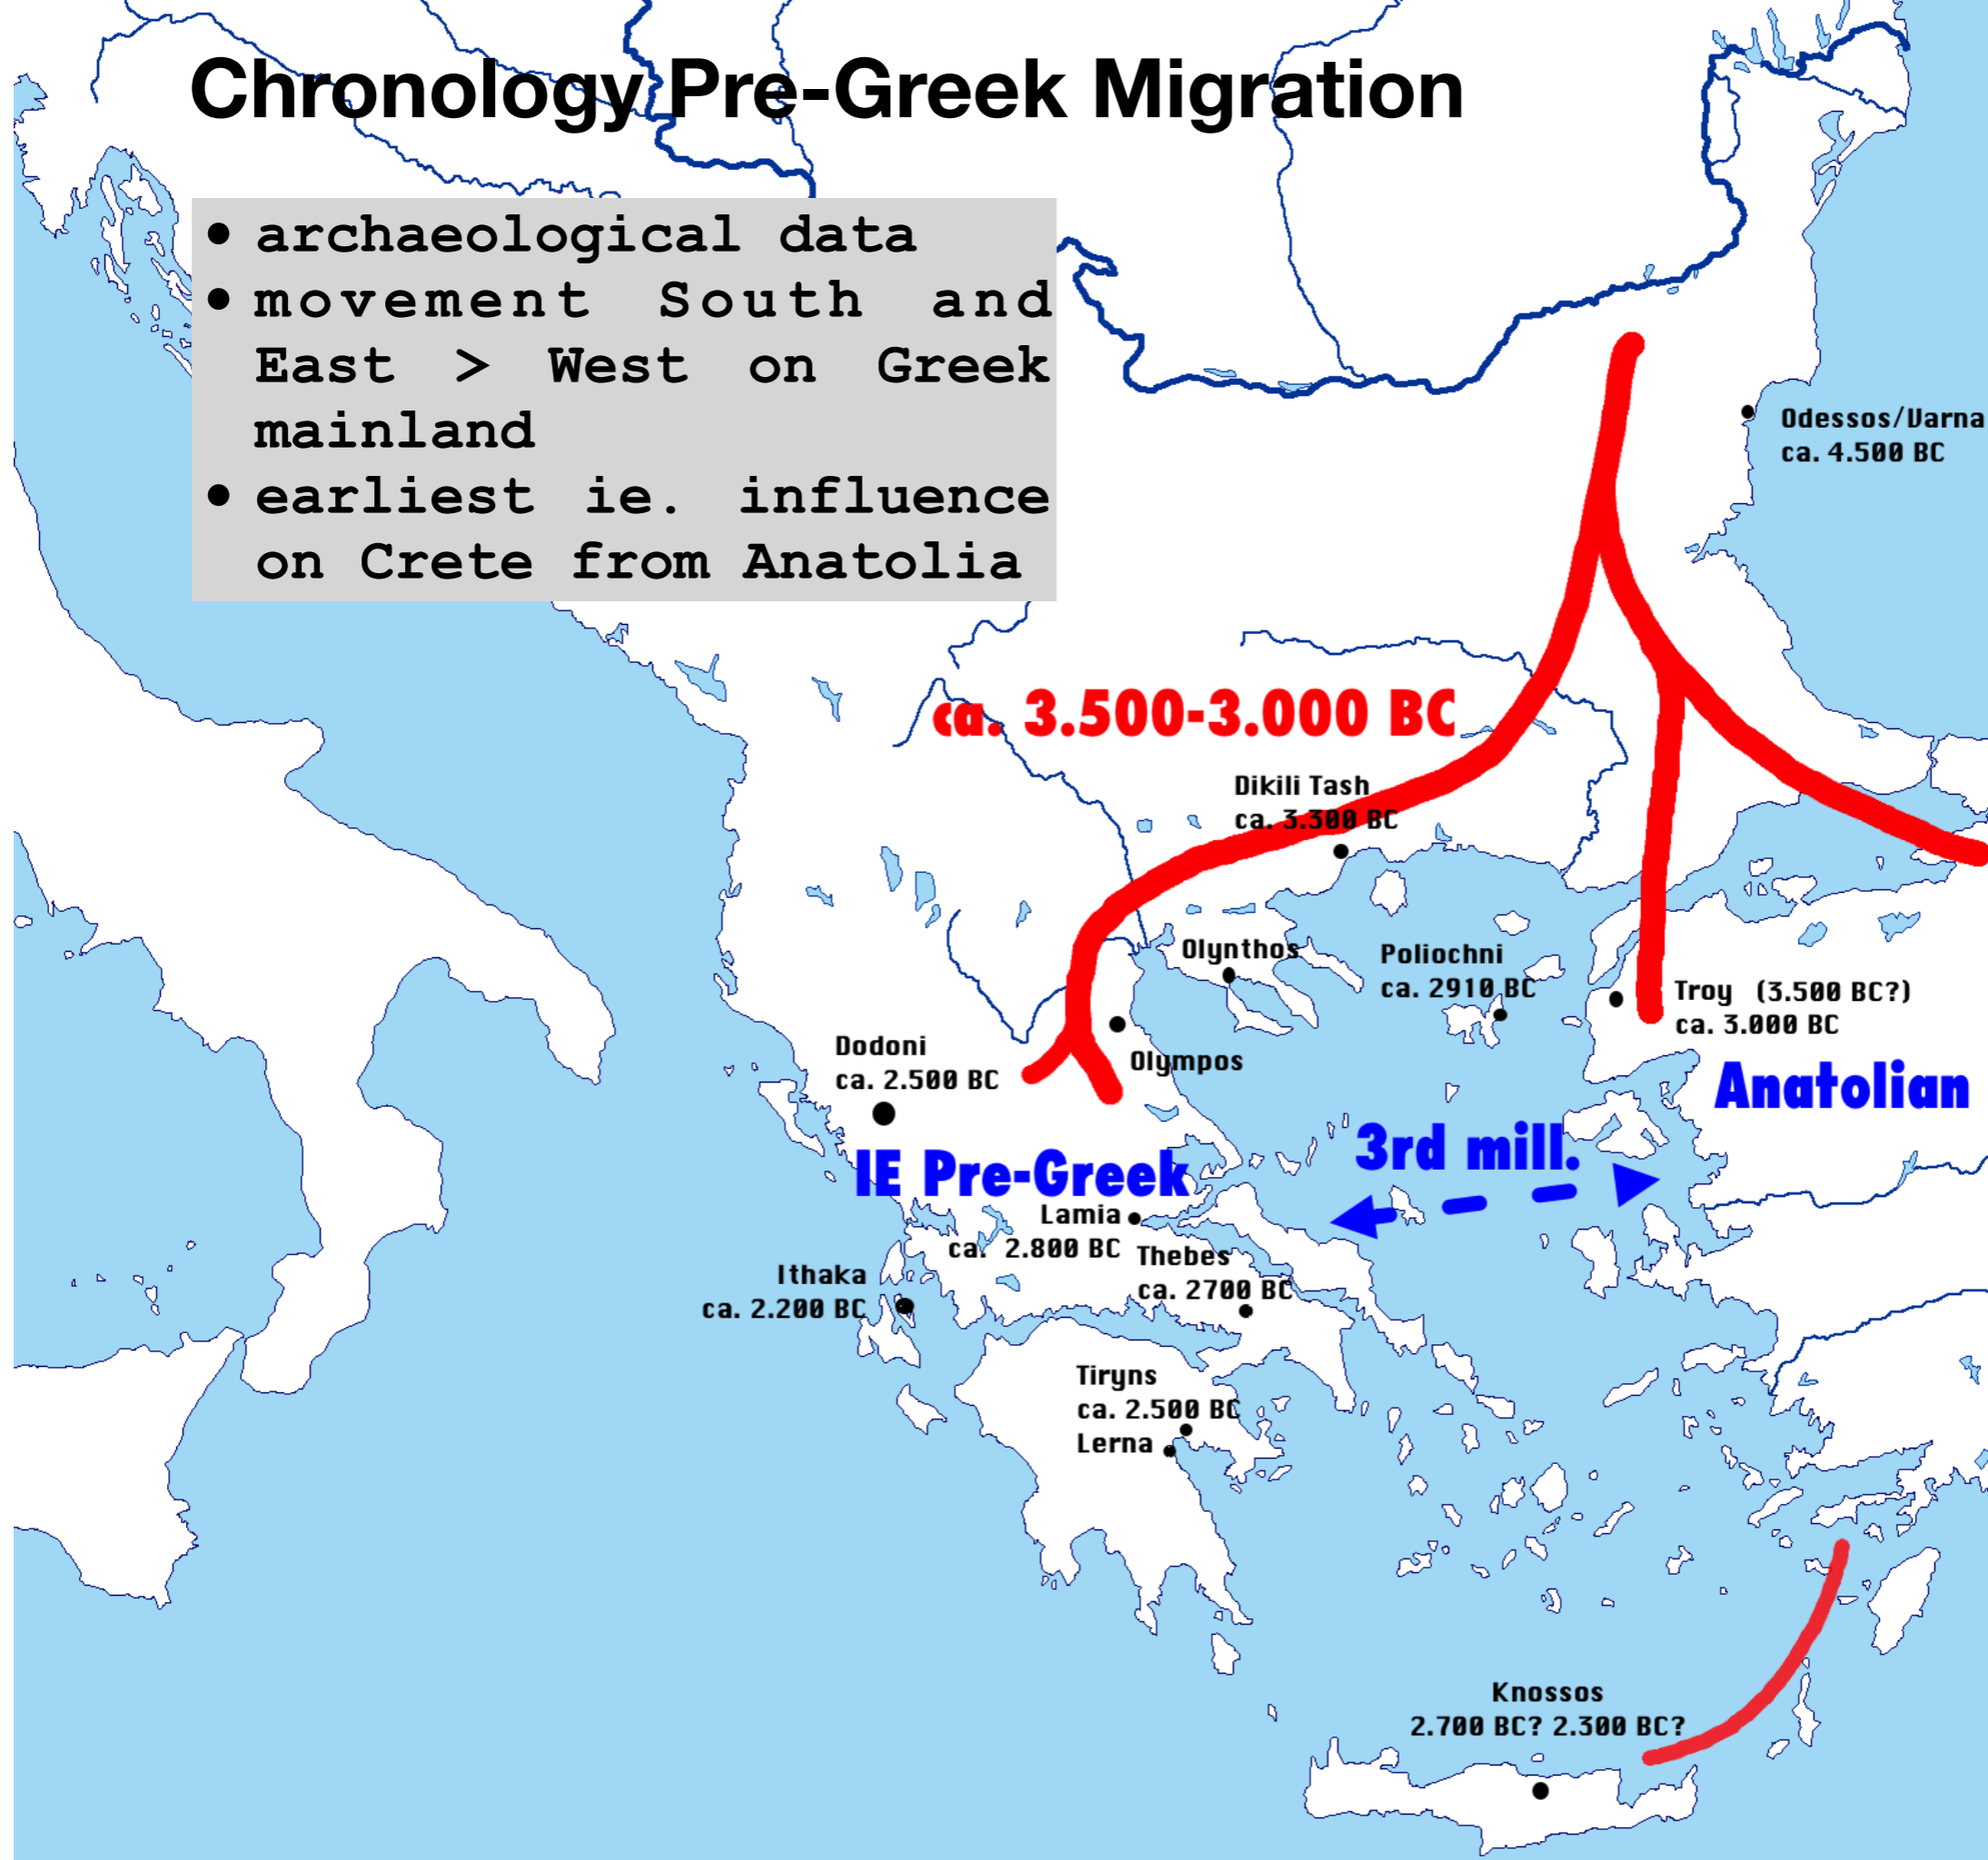 Chronology Pre-Greek Migration
• archaeological data
• movement South and
East > West on Greek
mainland
• earliest ie. influence
on Crete from Anatolia
Odessos/Varna
ca. 4.500 BC
ca. 3.500-3.000 BC
Dikili Tash
ca. 3.300 BC
Olynthos
Poliochni
ca. 2910 BC
Troy (3.500 BC?)
ca. 3.000 BC
Dodoni
ca. 2.500 BC
Olympos
Anatolian
3rd mill.
IE Pre-Greek
Lamia
ca. 2.800 BC
Thebes
ca. 2700 BC
Ithaka
ca. 2.200 BC
Tiryns
ca. 2.500 BC
Lerna
Knossos
2.700 BC? 2.300 BC?